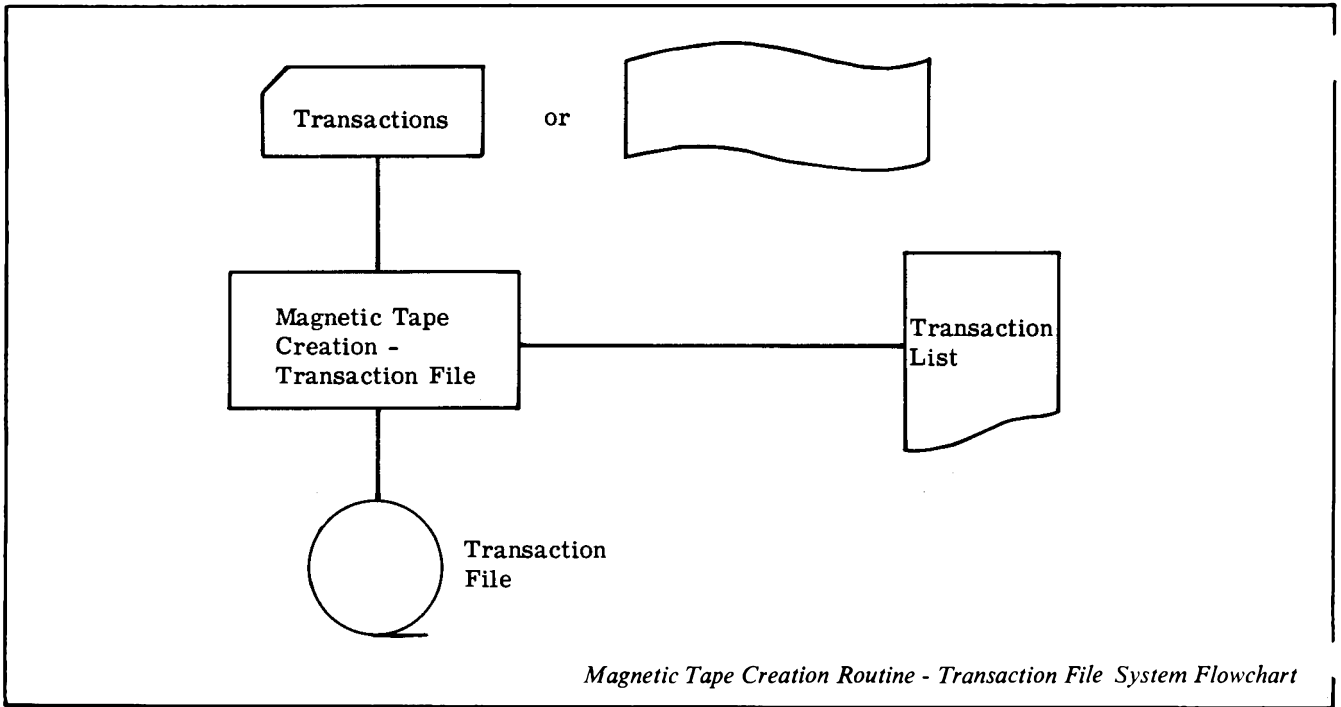 Transactions
or
Magnetic Tape
Creation -
Transaction File
Transaction
List
Transaction
File
Magnetic Tape Creation Routine - Transaction File System Flowchart